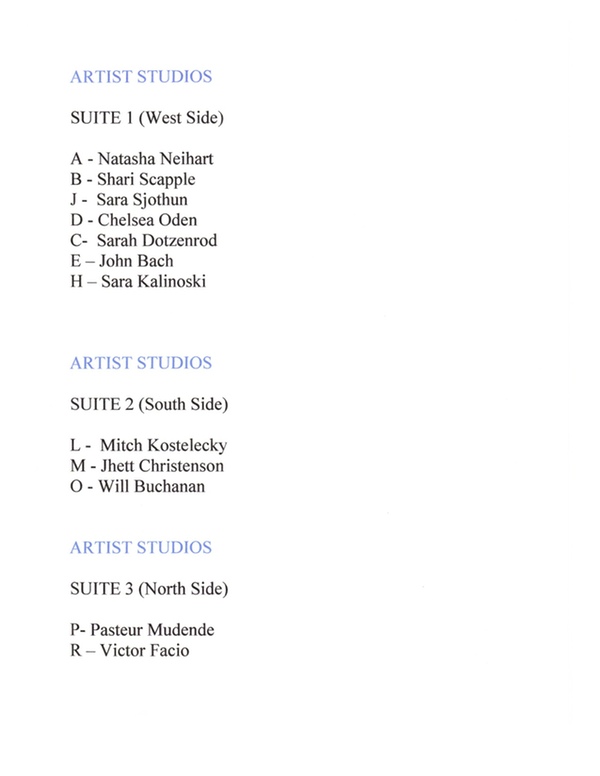 ARTIST STUDIOS
SUITE 1 (West Side)
A - Natasha Neihart
B - Shari Scapple
J -  Sara Sjothun
D - Chelsea Oden
C-  Sarah Dotzenrod
E – John Bach
H – Sara Kalinoski
ARTIST STUDIOS
SUITE 2 (South Side)
L -  Mitch Kostelecky
M - Jhett Christenson
O - Will Buchanan
ARTIST STUDIOS
SUITE 3 (North Side)
P- Pasteur Mudende
R – Victor Facio